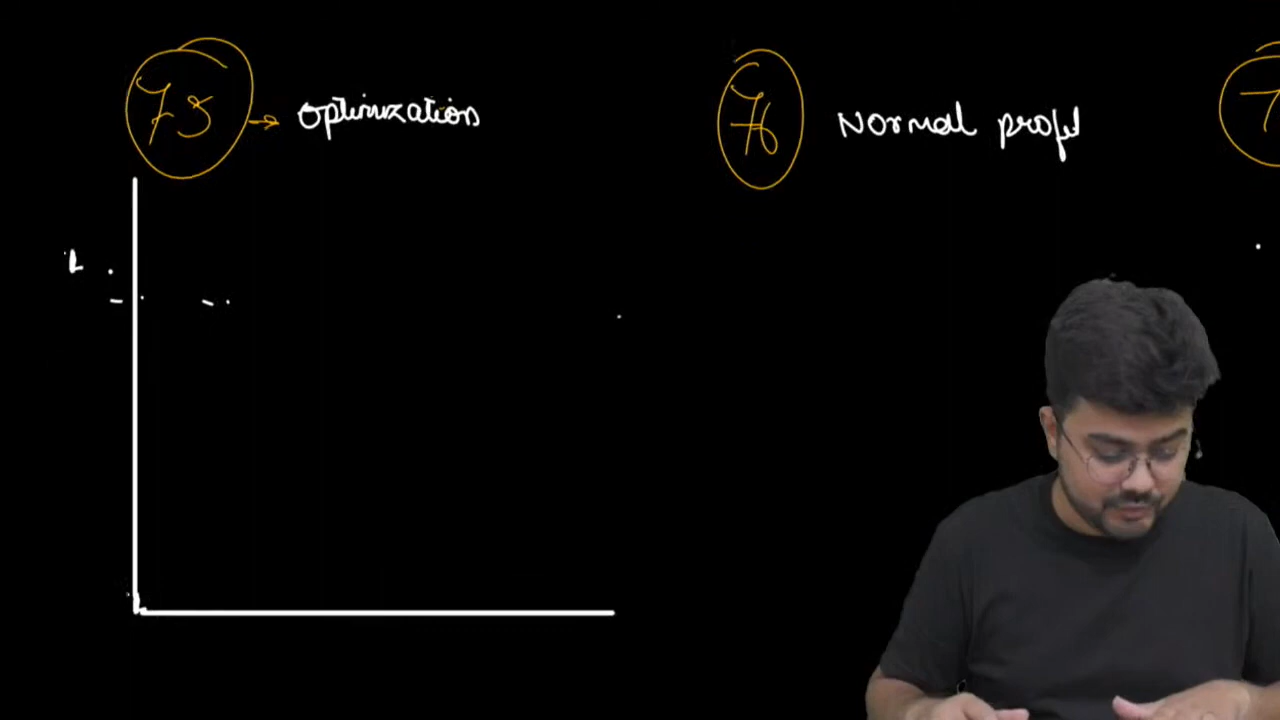 75 → optimization
76 Normal profit
L